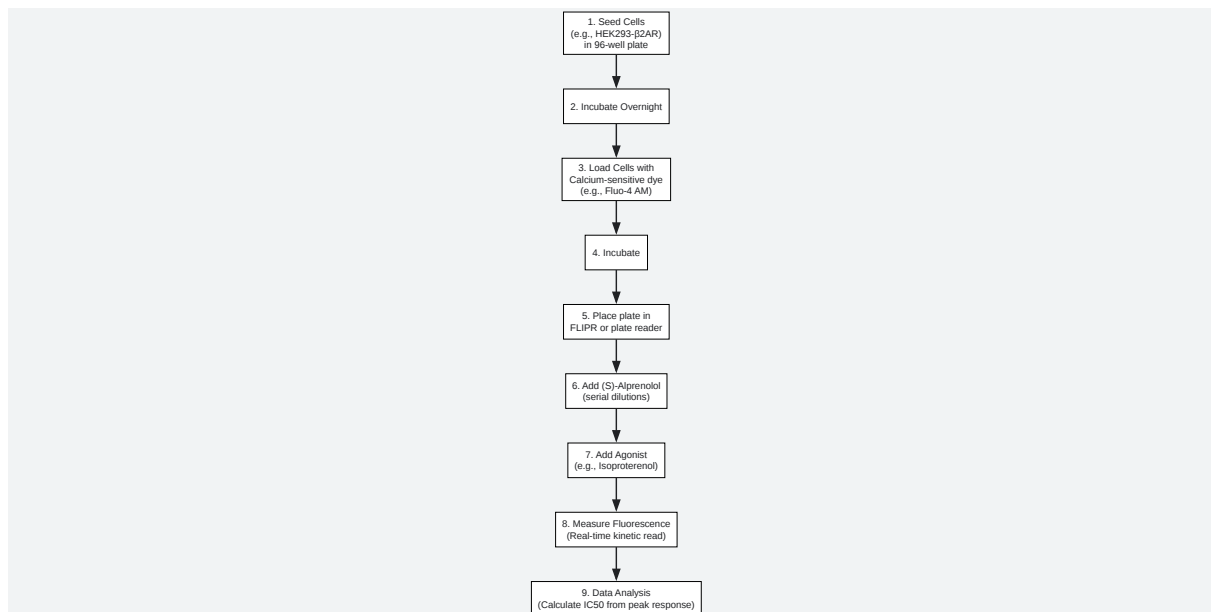 1. Seed Cells
(e.g., HEK293-β2AR)
in 96-well plate
2. Incubate Overnight
3. Load Cells with
Calcium-sensitive dye
(e.g., Fluo-4 AM)
4. Incubate
5. Place plate in
FLIPR or plate reader
6. Add (S)-Alprenolol
(serial dilutions)
7. Add Agonist
(e.g., Isoproterenol)
8. Measure Fluorescence
(Real-time kinetic read)
9. Data Analysis
(Calculate IC50 from peak response)